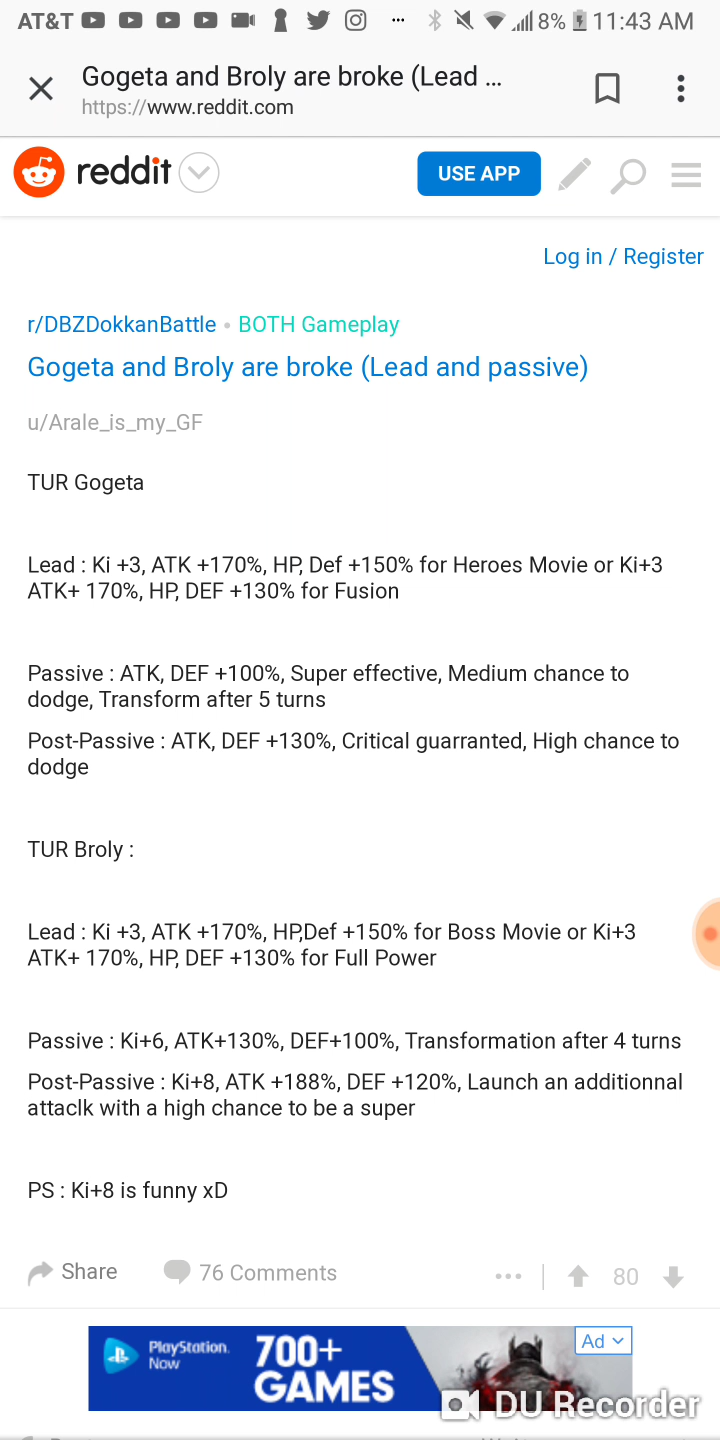 AT&T 8% 11:43 AM
Gogeta and Broly are broke (Lead ...
https://www.reddit.com
reddit USE APP
Log in / Register
r/DBZDokkanBattle • BOTH Gameplay
Gogeta and Broly are broke (Lead and passive)
u/Arale_is_my_GF
TUR Gogeta
Lead : Ki +3, ATK +170%, HP, Def +150% for Heroes Movie or Ki+3
ATK+ 170%, HP, DEF +130% for Fusion
Passive : ATK, DEF +100%, Super effective, Medium chance to
dodge, Transform after 5 turns
Post-Passive : ATK, DEF +130%, Critical guarranted, High chance to
dodge
TUR Broly :
Lead : Ki +3, ATK +170%, HP,Def +150% for Boss Movie or Ki+3
ATK+ 170%, HP, DEF +130% for Full Power
Passive : Ki+6, ATK+130%, DEF+100%, Transformation after 4 turns
Post-Passive : Ki+8, ATK +188%, DEF +120%, Launch an additionnal
attaclk with a high chance to be a super
PS : Ki+8 is funny xD
Share 76 Comments ... 80
PlayStation. Now 700+ GAMES Ad
DU Recorder